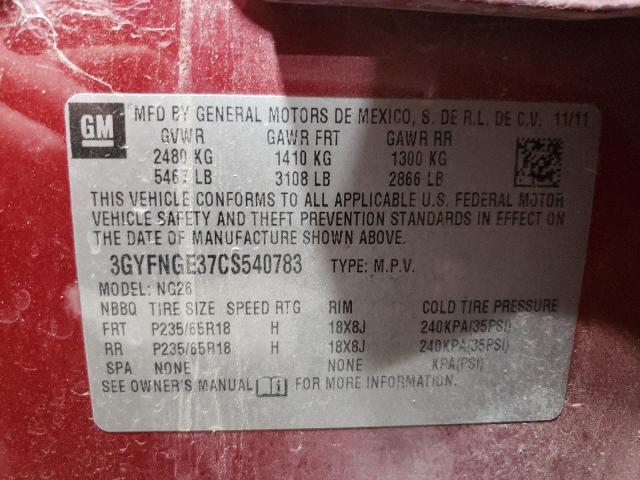 GM
MFD BY GENERAL MOTORS DE MEXICO, S. DE R.L. DE C.V. 11/11
GVWR GAWR FRT GAWR RR
2480 KG 1410 KG 1300 KG
5467 LB 3108 LB 2866 LB
THIS VEHICLE CONFORMS TO ALL APPLICABLE U.S. FEDERAL MOTOR
VEHICLE SAFETY AND THEFT PREVENTION STANDARDS IN EFFECT ON
THE DATE OF MANUFACTURE SHOWN ABOVE.
3GYFNGE37CS540783 TYPE: M.P.V.
MODEL: NG26
NBBQ TIRE SIZE SPEED RTG RIM COLD TIRE PRESSURE
FRT P235/65R18 H 18X8J 240KPA(35PSI)
RR P235/65R18 H 18X8J 240KPA(35PSI)
SPA NONE NONE KPA(PSI)
SEE OWNER'S MANUAL FOR MORE INFORMATION.